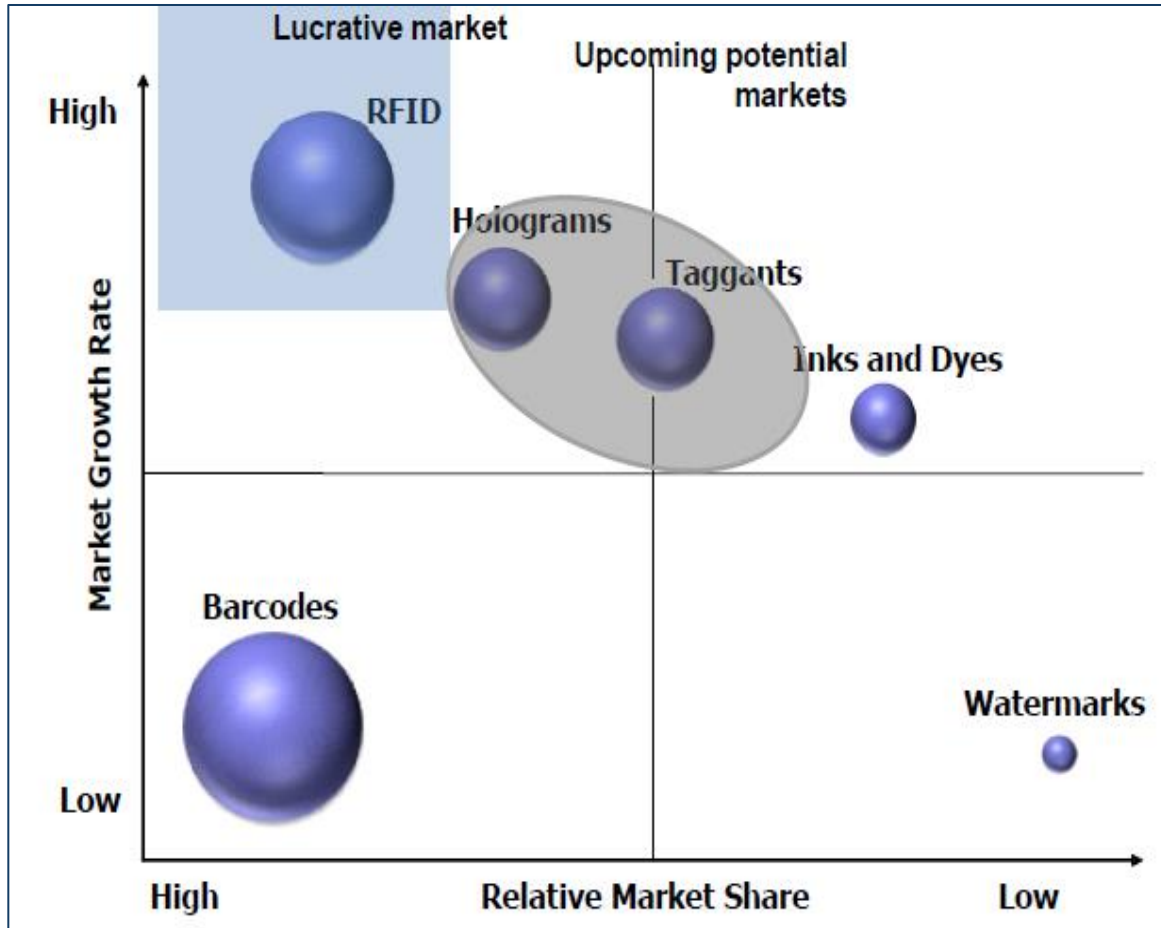 Lucrative market
Upcoming potential
markets
High
RFID
Holograms
Taggants
Inks and Dyes
Market Growth Rate
Barcodes
Watermarks
Low
High
Relative Market Share
Low